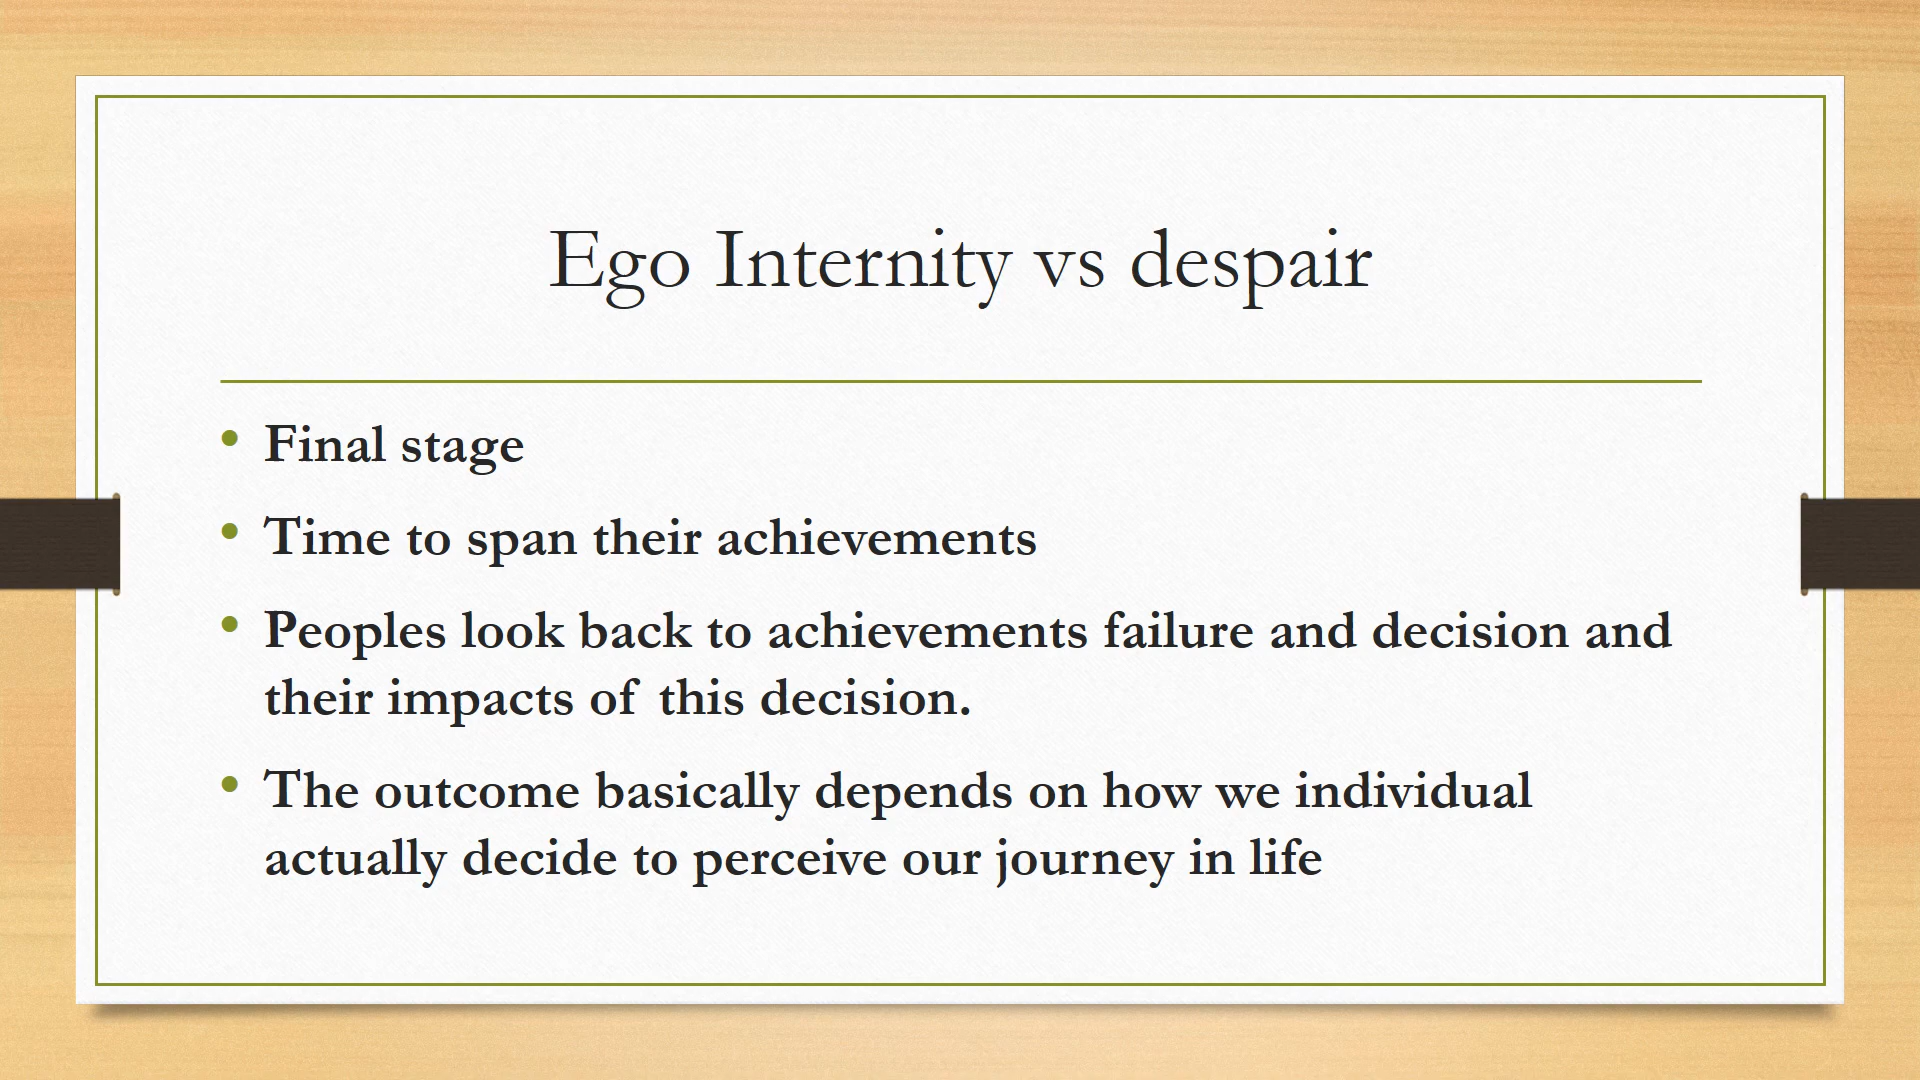 Ego Internity vs despair
Final stage
Time to span their achievements
Peoples look back to achievements failure and decision and
their impacts of this decision.
The outcome basically depends on how we individual
actually decide to perceive our journey in life